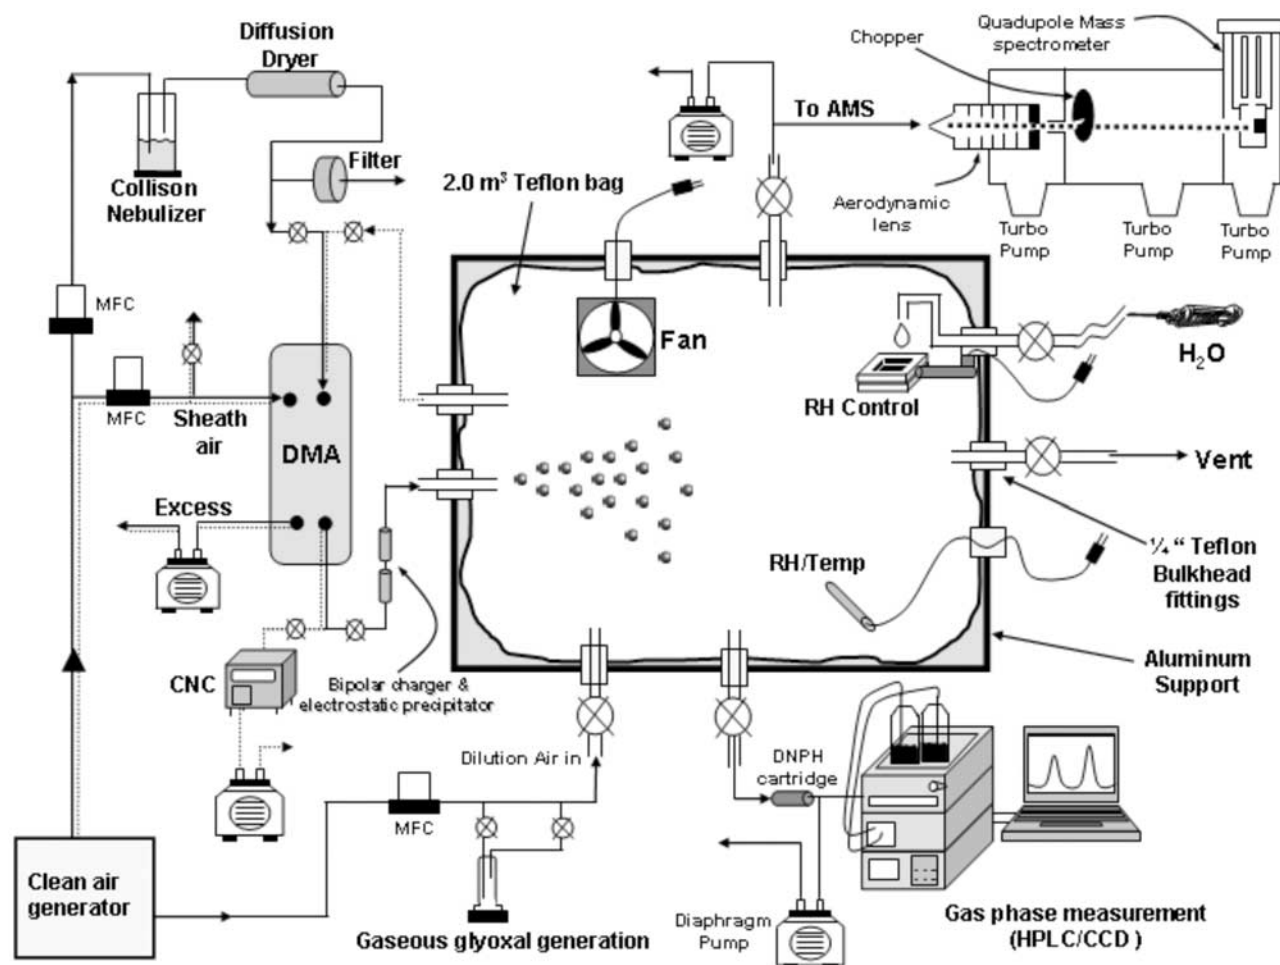 Diffusion
Dryer
Collison
Nebulizer
Filter
2.0 m³ Teflon bag
To AMS
Chopper
Quadupole Mass
spectrometer
Aerodynamic
lens
Turbo
Pump
Turbo
Pump
Turbo
Pump
MFC
MFC
Sheath
air
DMA
Excess
CNC
Bipolar charger &
electrostatic precipitator
Fan
RH Control
H₂O
Vent
¼ “ Teflon
Bulkhead
fittings
RH/Temp
Aluminum
Support
Dilution Air in
MFC
DNPH
cartridge
Clean air
generator
Gaseous glyoxal generation
Diaphragm
Pump
Gas phase measurement
(HPLC/CCD )